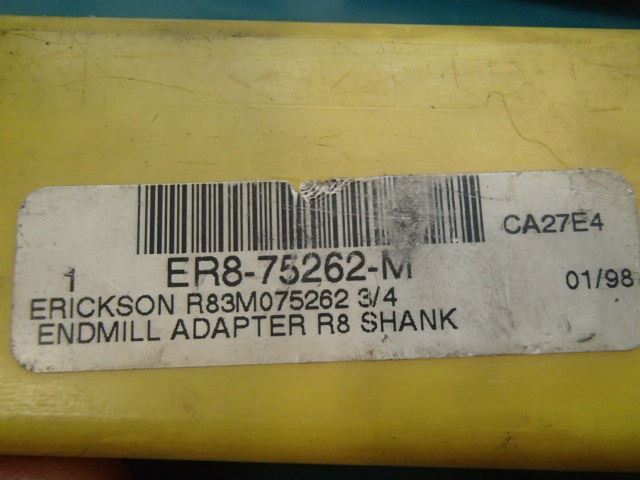 CA27E4
1 ER8-75262-M 01/98
ERICKSON R83M075262 3/4
ENDMILL ADAPTER R8 SHANK